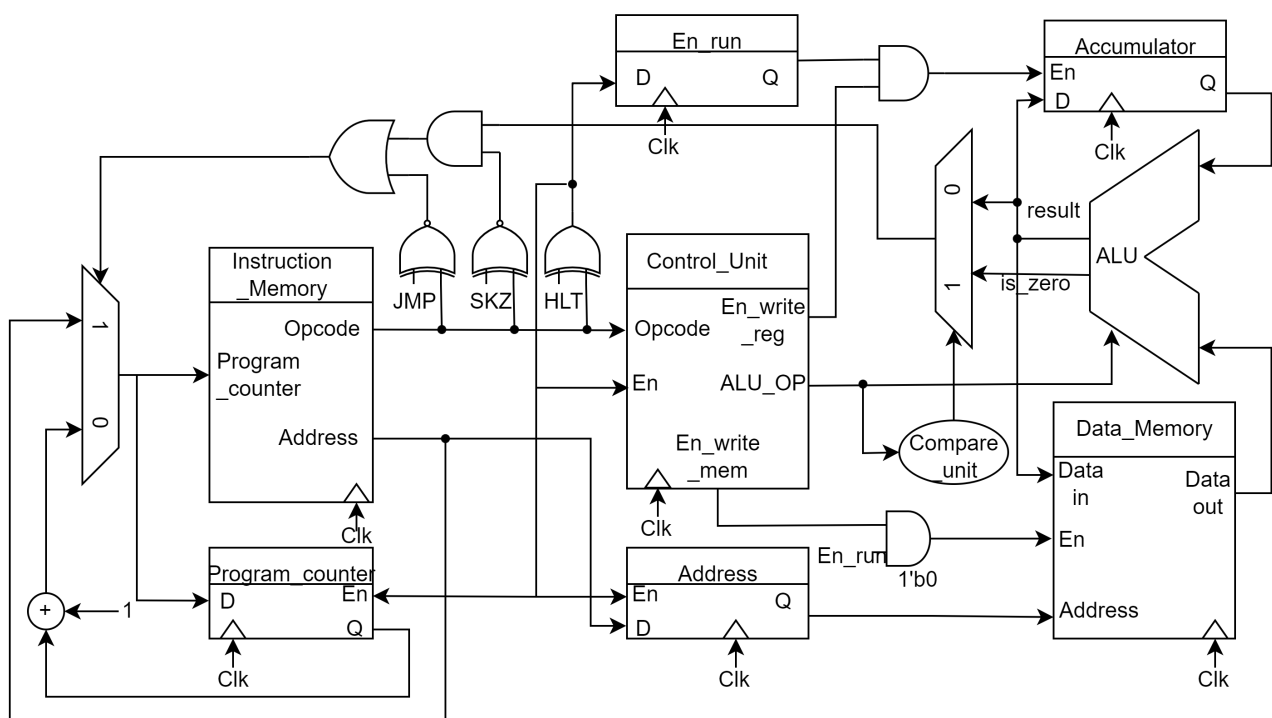 En_run
D
Q
Clk
Accumulator
En
D
Q
Clk
0
1
result
is_zero
ALU
JMP
SKZ
HLT
Instruction
_Memory
Opcode
Program
_counter
Address
Clk
1
0
Control_Unit
Opcode
En_write
_reg
En
ALU_OP
En_write
_mem
Clk
Compare
_unit
Data_Memory
Data
in
Data
out
En
Address
Clk
En_run
1'b0
Program_counter
D
En
Q
Clk
+
1
Address
En
D
Q
Clk